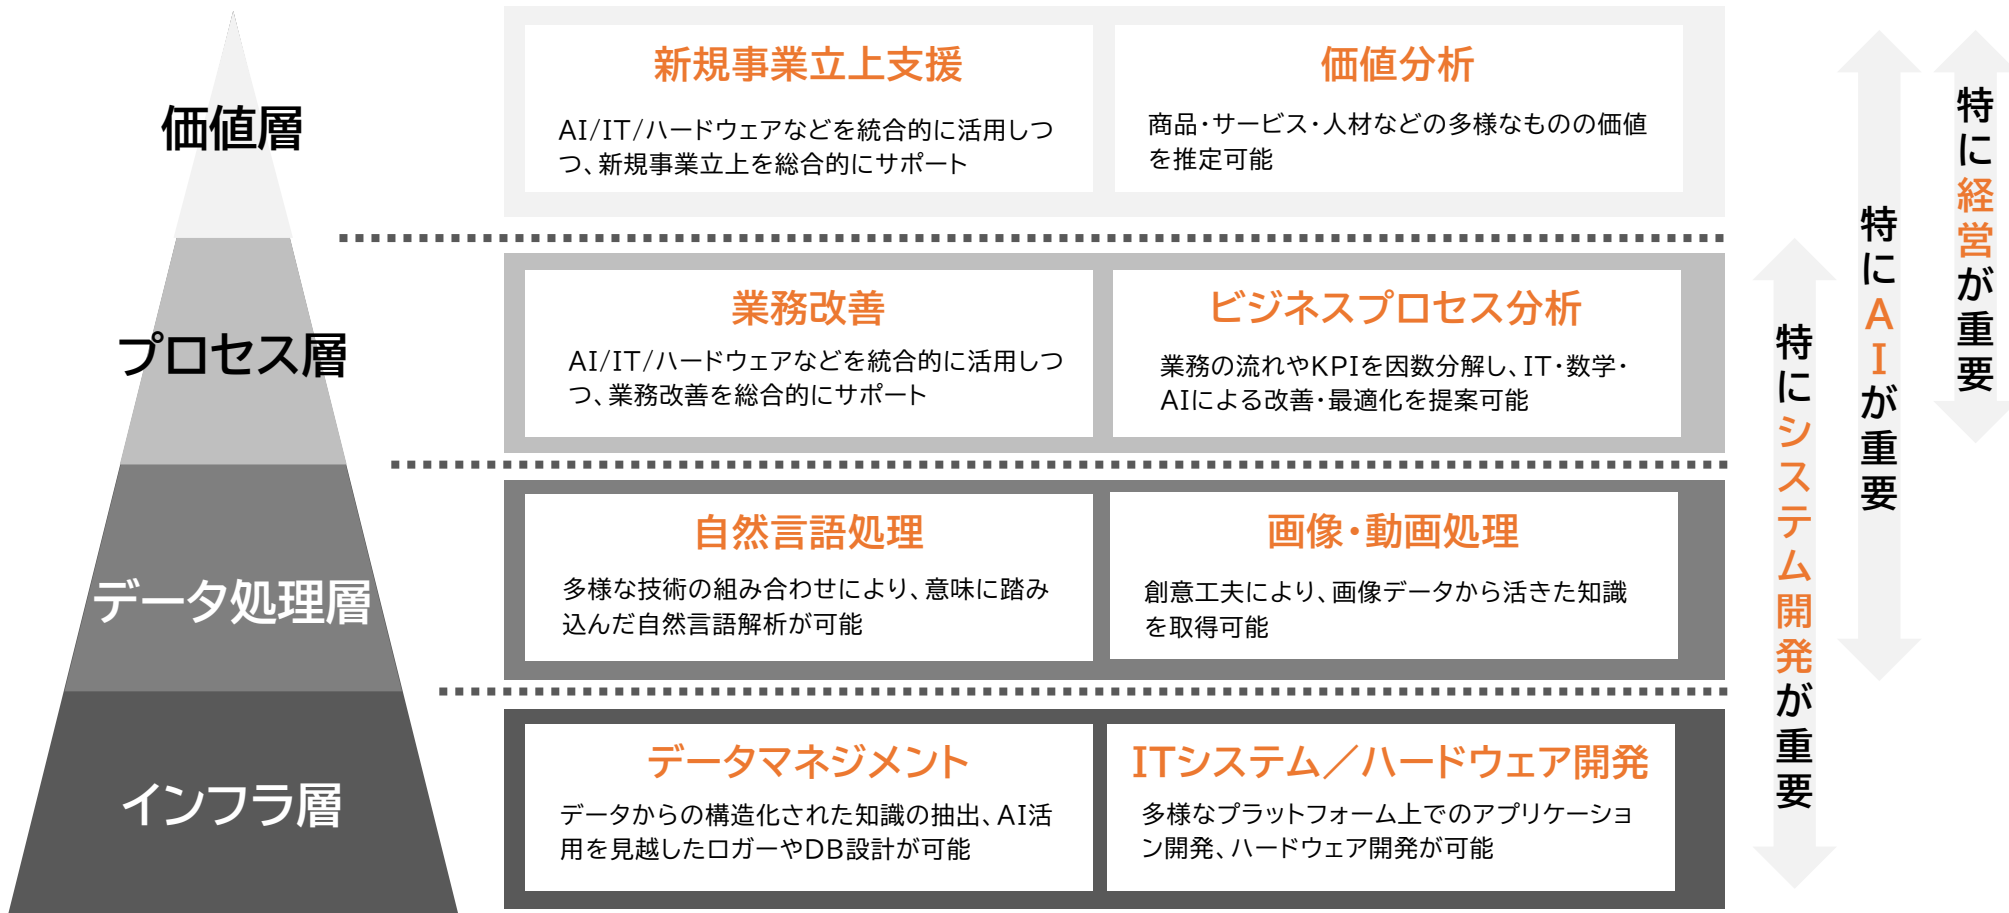 価値層
新規事業立上支援
AI/IT/ハードウェアなどを統合的に活用しつ
つ、新規事業立上を総合的にサポート
価値分析
商品・サービス・人材などの多様なものの価値
を推定可能
プロセス層
業務改善
AI/IT/ハードウェアなどを統合的に活用しつ
つ、業務改善を総合的にサポート
ビジネスプロセス分析
業務の流れやKPIを因数分解し、IT・数学・
AIによる改善・最適化を提案可能
データ処理層
自然言語処理
多様な技術の組み合わせにより、意味に踏み
込んだ自然言語解析が可能
画像・動画処理
創意工夫により、画像データから活きた知識
を取得可能
インフラ層
データマネジメント
データからの構造化された知識の抽出、AI活
用を見越したロガーやDB設計が可能
ITシステム／ハードウェア開発
多様なプラットフォーム上でのアプリケーショ
ン開発、ハードウェア開発が可能
特にシステム開発が重要
特にAIが重要
特に経営が重要